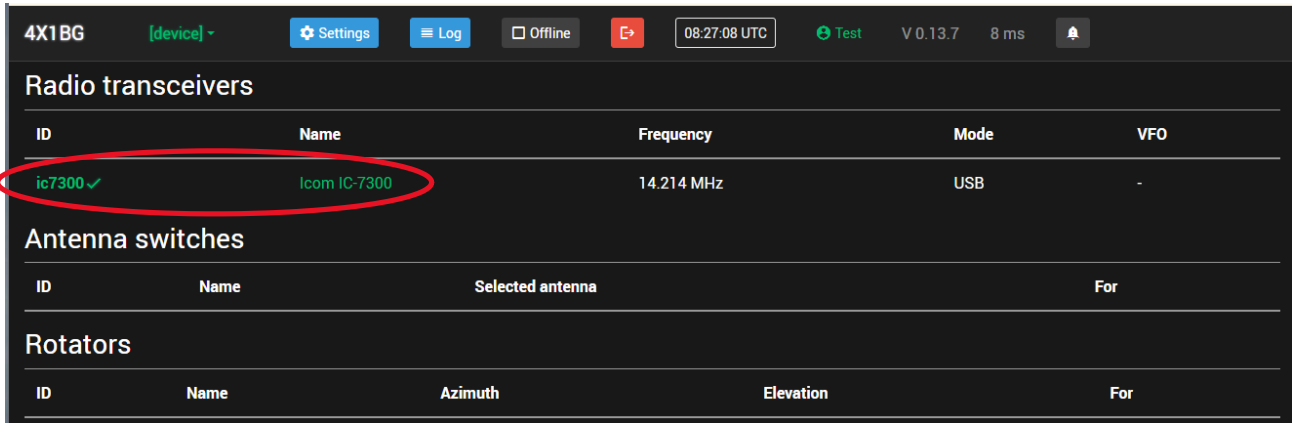 4X1BG [device] Settings Log Offline 08:27:08 UTC Test V 0.13.7 8 ms
Radio transceivers
ID Name Frequency Mode VFO
ic7300 Icom IC-7300 14.214 MHz USB -
Antenna switches
ID Name Selected antenna For
Rotators
ID Name Azimuth Elevation For